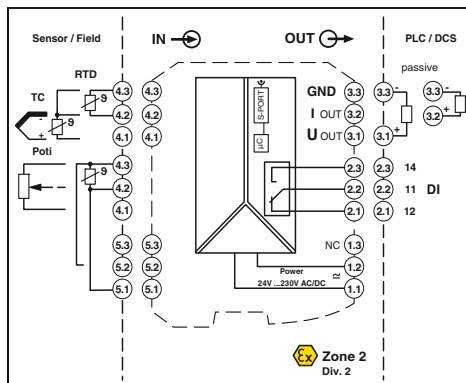 Sensor / Field
IN
OUT
PLC / DCS
RTD
TC
-
+
ϑ
ϑ
4.3
4.2
4.1
4.3
4.2
4.1
S-PORT
µC
GND
I OUT
U OUT
3.3
3.2
3.1
passive
3.3
-
3.1
+
3.3
-
3.2
+
Poti
ϑ
4.3
4.2
4.1
2.3
2.2
2.1
2.3
2.2
2.1
14
11
12
DI
5.3
5.2
5.1
5.3
5.2
5.1
NC
1.3
1.2
1.1
Power
24V ...230V AC/DC
Ex
Zone 2
Div. 2